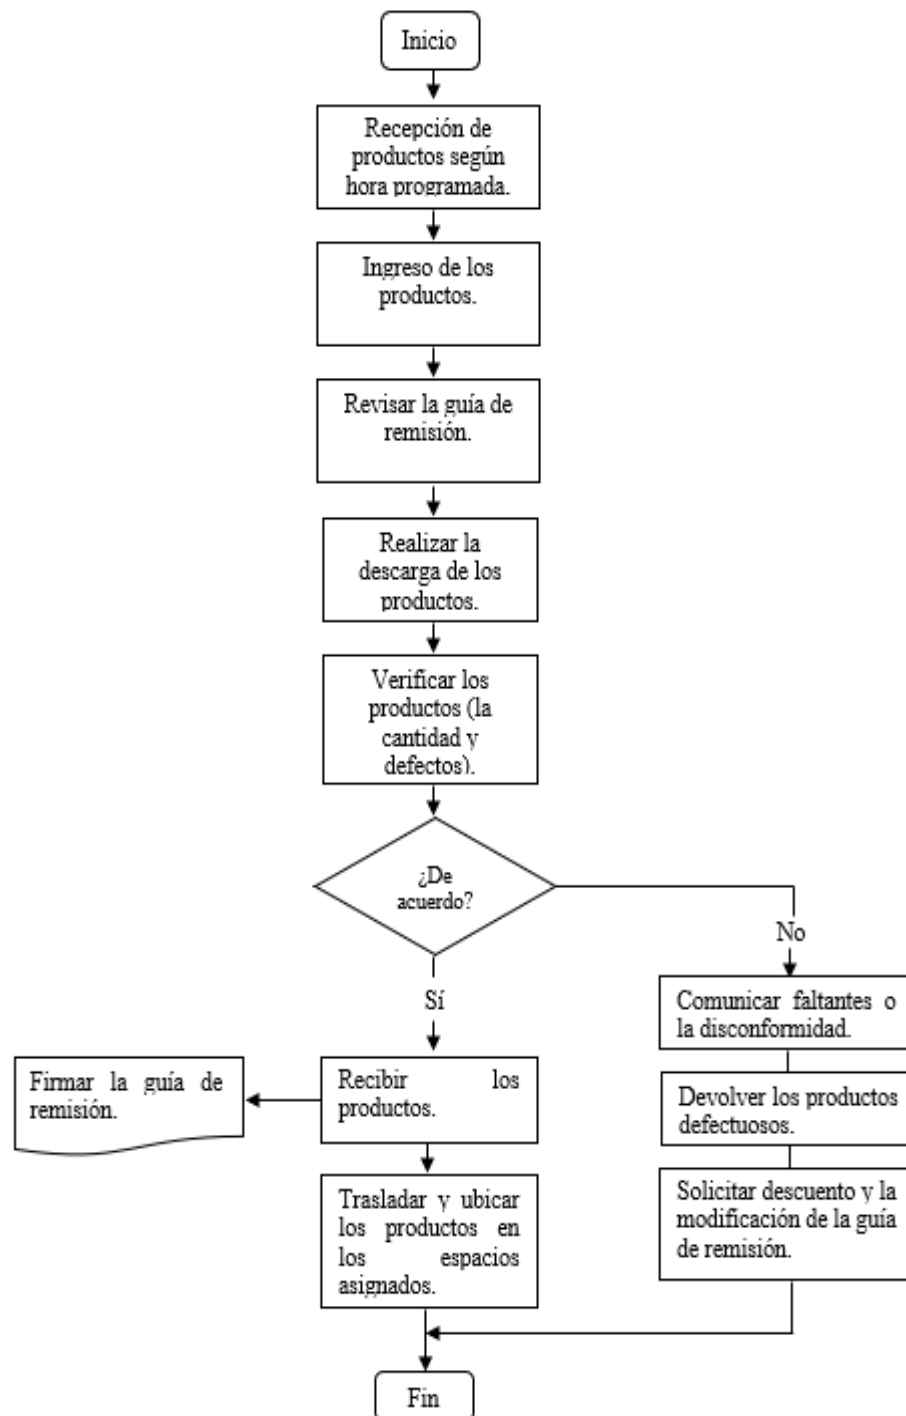 Inicio
Recepción de
productos según
hora programada.
Ingreso de los
productos.
Revisar la guía de
remisión.
Realizar la
descarga de los
productos.
Verificar los
productos (la
cantidad y
defectos).
¿De
acuerdo?
No
Sí
Comunicar faltantes o
la disconformidad.
Firmar la guía de
remisión.
Recibir los
productos.
Devolver los productos
defectuosos.
Trasladar y ubicar
los productos en
los espacios
asignados.
Solicitar descuento y la
modificación de la guía
de remisión.
Fin